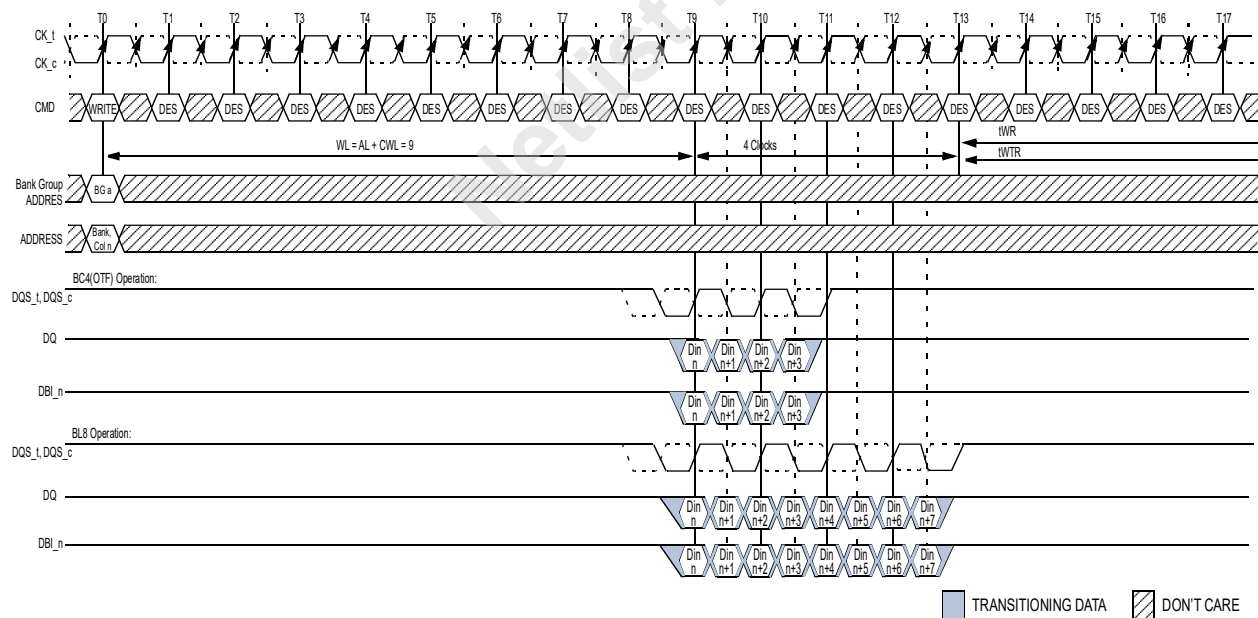 T0 T1 T2 T3 T4 T5 T6 T7 T8 T9 T10 T11 T12 T13 T14 T15 T16 T17
CK_t
CK_c
CMD WRITE DES DES DES DES DES DES DES DES DES DES DES DES DES DES DES DES DES
WL = AL + CWL = 9 4 Clocks tWR
tWTR
Bank Group
ADDRES
BG a
ADDRESS
Bank,
Col n
BC4(OTF) Operation:
DQS_t, DQS_c
DQ
Din n Din n+1 Din n+2 Din n+3
DBI_n
Din n Din n+1 Din n+2 Din n+3
BL8 Operation:
DQS_t, DQS_c
DQ
Din n Din n+1 Din n+2 Din n+3 Din n+4 Din n+5 Din n+6 Din n+7
DBI_n
Din n Din n+1 Din n+2 Din n+3 Din n+4 Din n+5 Din n+6 Din n+7
TRANSITIONING DATA DON'T CARE
Netlist